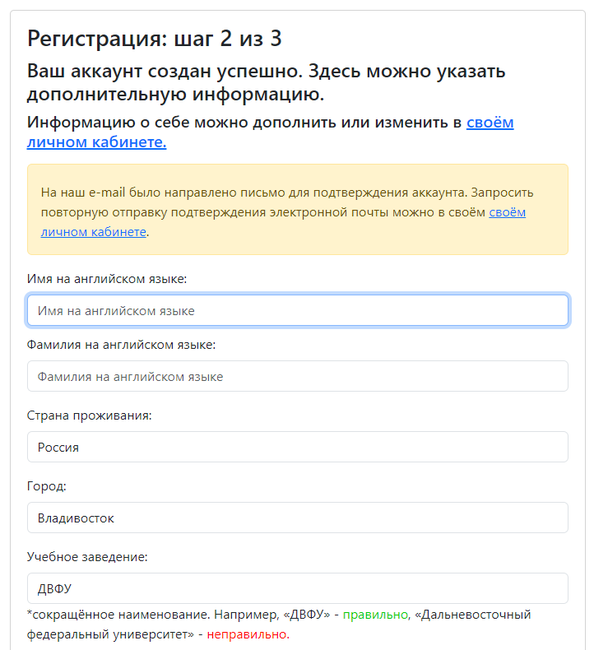 Регистрация: шаг 2 из 3
Ваш аккаунт создан успешно. Здесь можно указать
дополнительную информацию.
Информацию о себе можно дополнить или изменить в своём
личном кабинете.
На наш e-mail было направлено письмо для подтверждения аккаунта. Запросить
повторную отправку подтверждения электронной почты можно в своём своём
личном кабинете.
Имя на английском языке:
Имя на английском языке
Фамилия на английском языке:
Фамилия на английском языке
Страна проживания:
Россия
Город:
Владивосток
Учебное заведение:
ДВФУ
*сокращённое наименование. Например, «ДВФУ» - правильно, «Дальневосточный
федеральный университет» - неправильно.